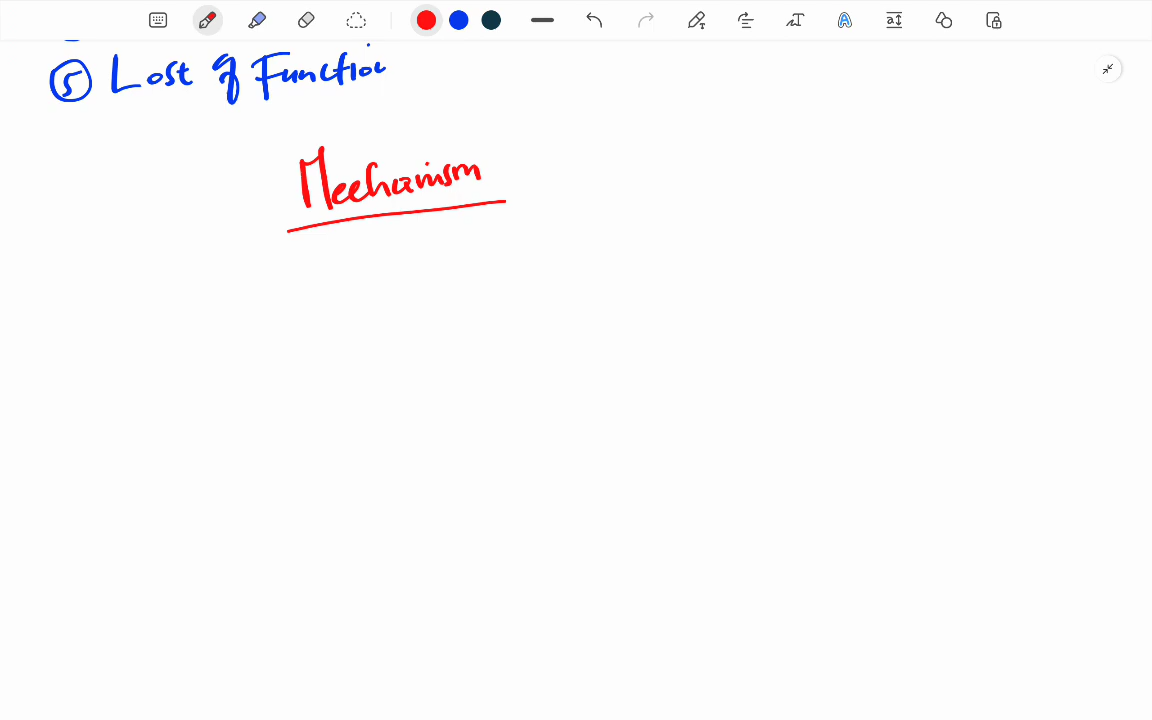 ⑤ Lost of Functio
Mechanism